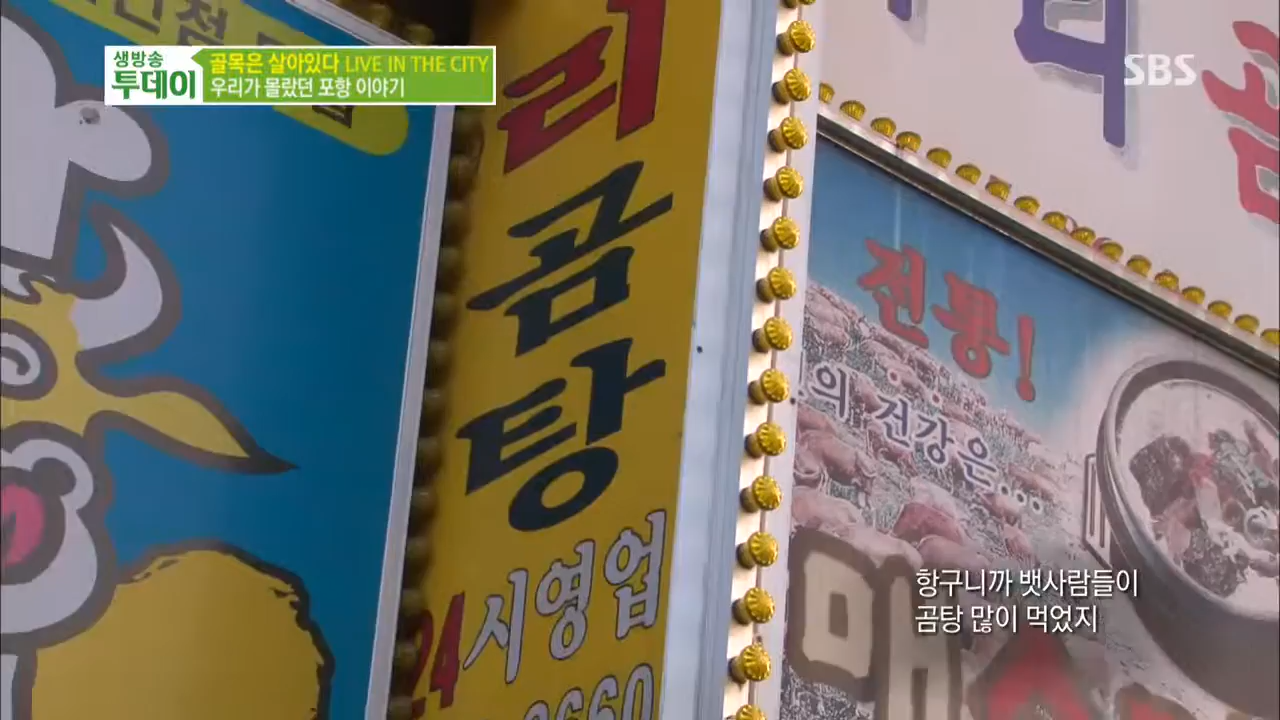 생방송
투데이
골목은 살아있다 LIVE IN THE CITY
우리가 몰랐던 포항 이야기
SBS
리
곰
탕
24시영업
3660
전풍!
의 건강은...
항구니까 뱃사람들이
곰탕 많이 먹었지